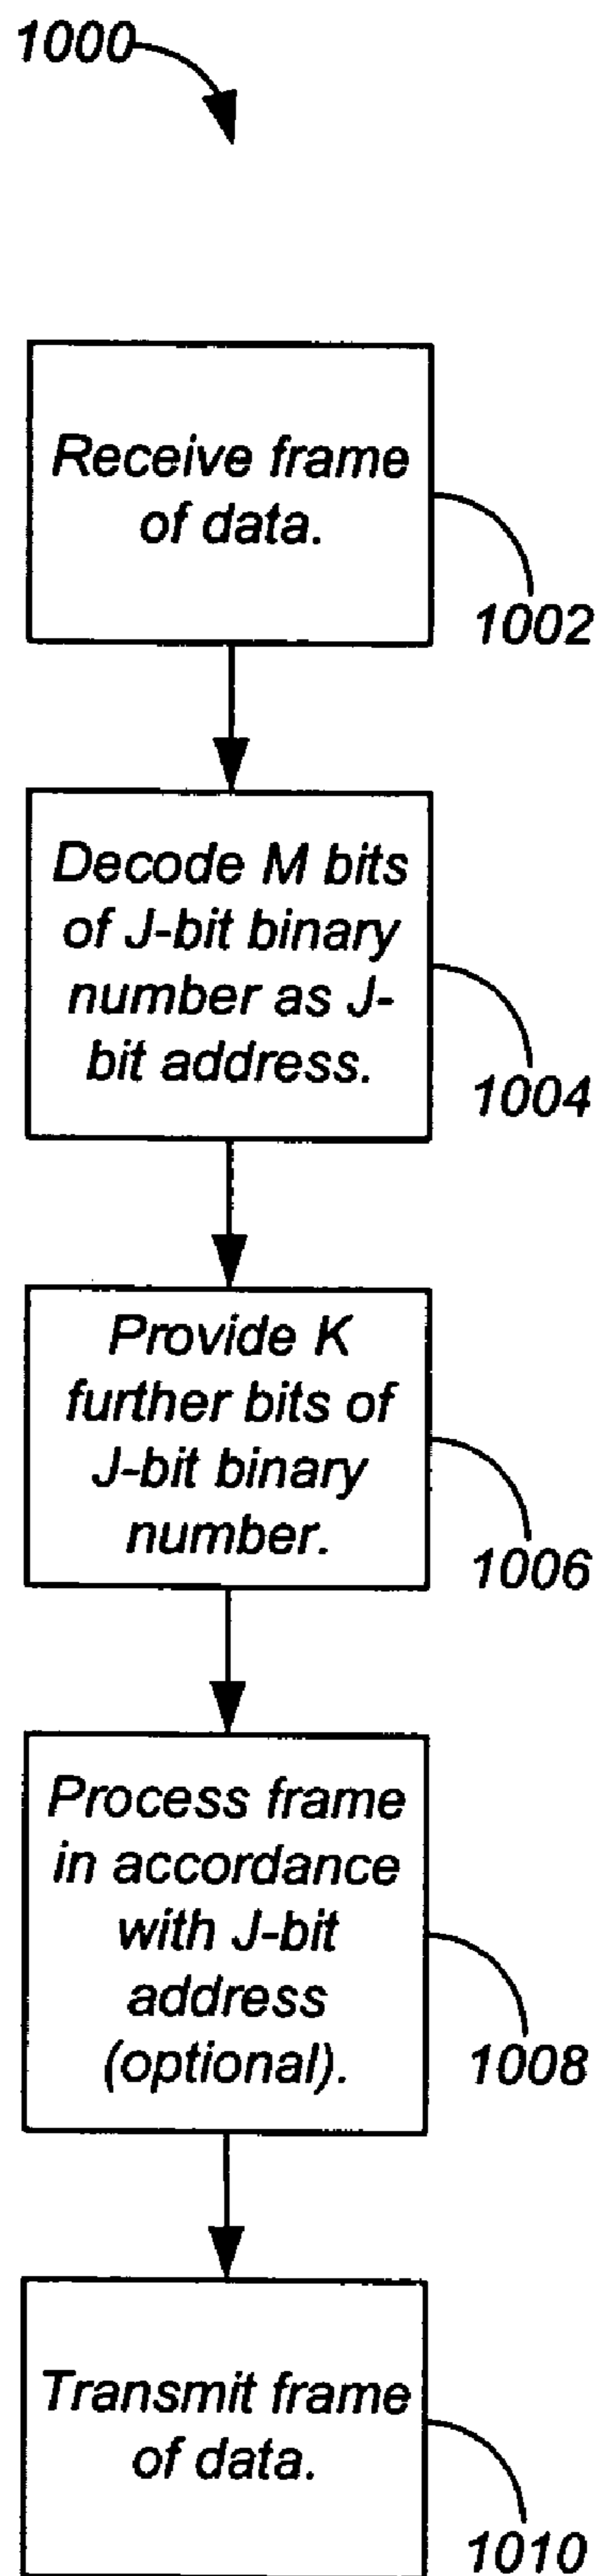 1000
Receive frame
of data.
1002
Decode M bits
of J-bit binary
number as J-
bit address.
1004
Provide K
further bits of
J-bit binary
number.
1006
Process frame
in accordance
with J-bit
address
(optional).
1008
Transmit frame
of data.
1010